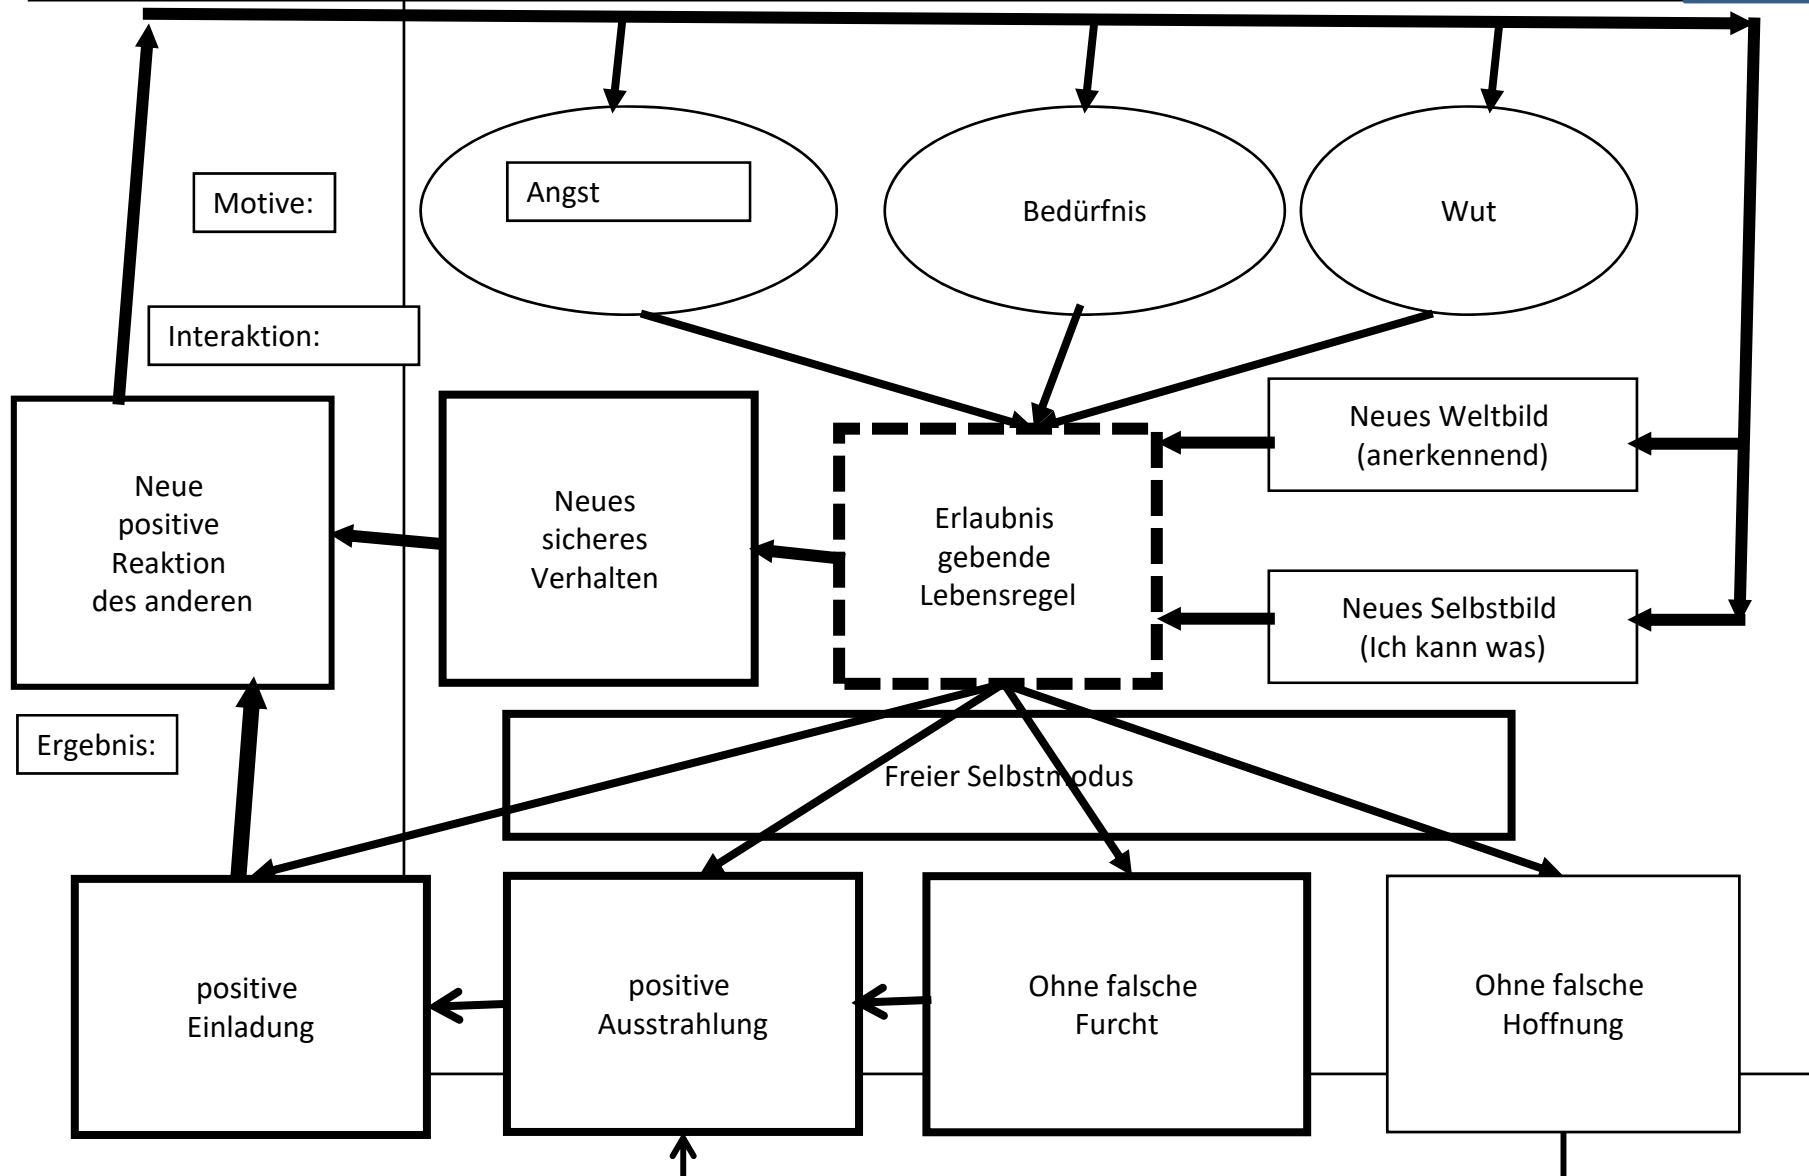 Motive:
Angst
Bedürfnis
Wut
Interaktion:
Neue
positive
Reaktion
des anderen
Neues
sicheres
Verhalten
Erlaubnis
gebende
Lebensregel
Neues Weltbild
(anerkennend)
Neues Selbstbild
(Ich kann was)
Ergebnis:
Freier Selbstmodus
positive
Einladung
positive
Ausstrahlung
Ohne falsche
Furcht
Ohne falsche
Hoffnung